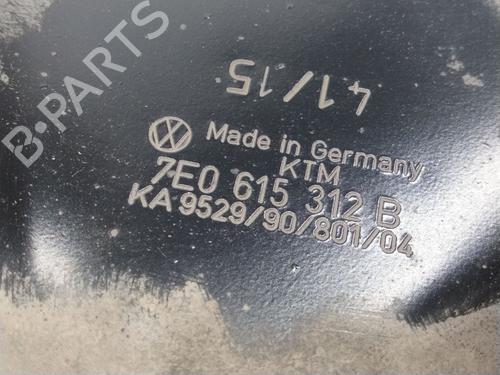 B-PARTS
41/15
Made in Germany
KTM
7E0 615 312 B
KA 9529/90/801/04